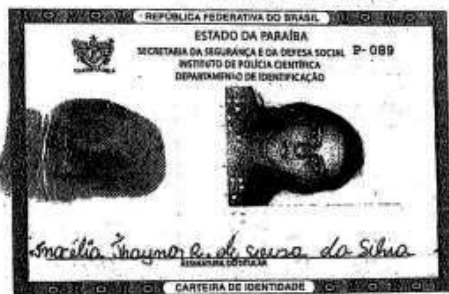 REPÚBLICA FEDERATIVA DO BRASIL
ESTADO DA PARAÍBA
SECRETARIA DA SEGURANÇA E DA DEFESA SOCIAL P-089
INSTITUTO DE POLÍCIA CIENTÍFICA
DEPARTAMENTO DE IDENTIFICAÇÃO
R. de sousa da Silva
ASSINATURA DO TITULAR
CARTEIRA DE IDENTIDADE